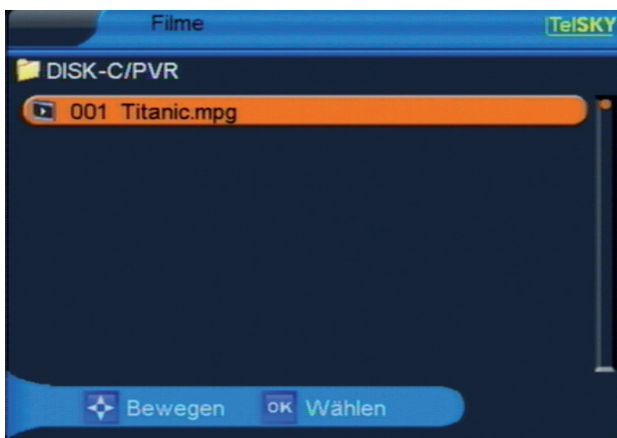 Filme
TelSKY
DISK-C/PVR
001 Titanic.mpg
Bewegen OK Wählen